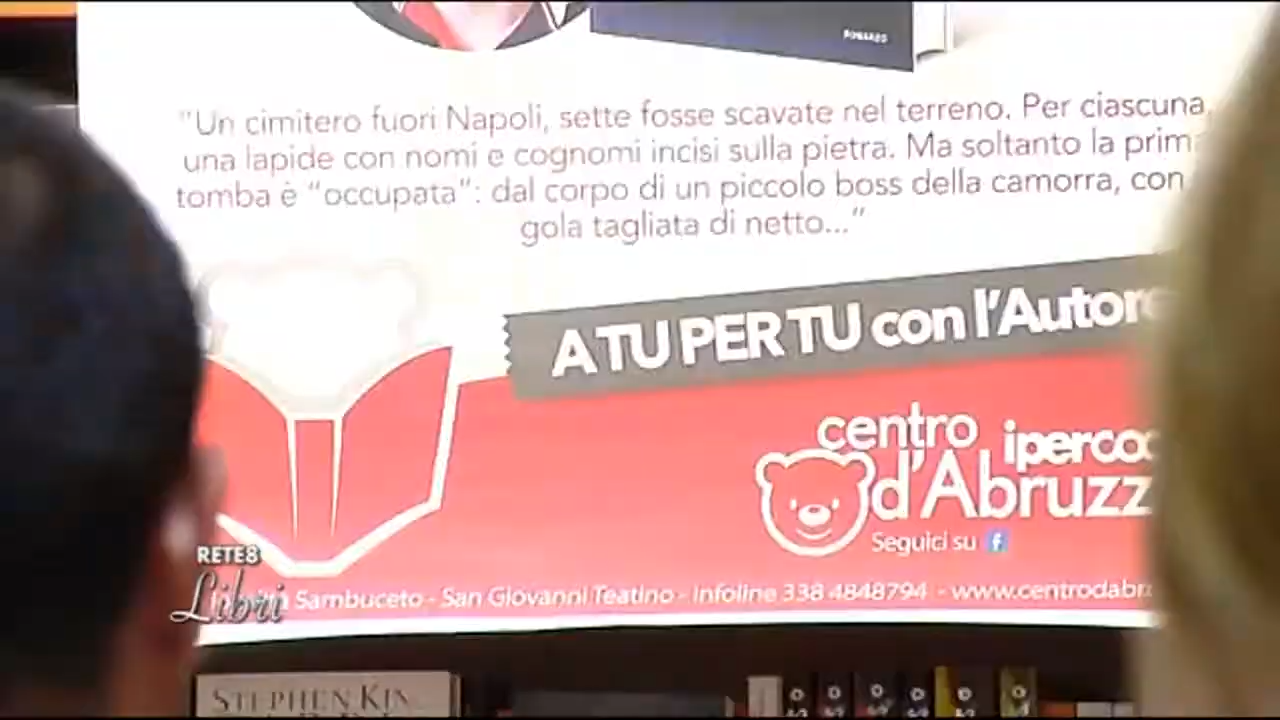 ROMANZO
"Un cimitero fuori Napoli, sette fosse scavate nel terreno. Per ciascuna,
una lapide con nomi e cognomi incisi sulla pietra. Ma soltanto la prim
tomba è "occupata": dal corpo di un piccolo boss della camorra, con
gola tagliata di netto..."
A TU PER TU con l'Autore
centro
d'Abruzz
ipercoo
Seguici su f
Sambuceto - San Giovanni Teatino - infoline 338 4848794 - www.centrodabr
RETE8
Libri
STEPHEN KIN